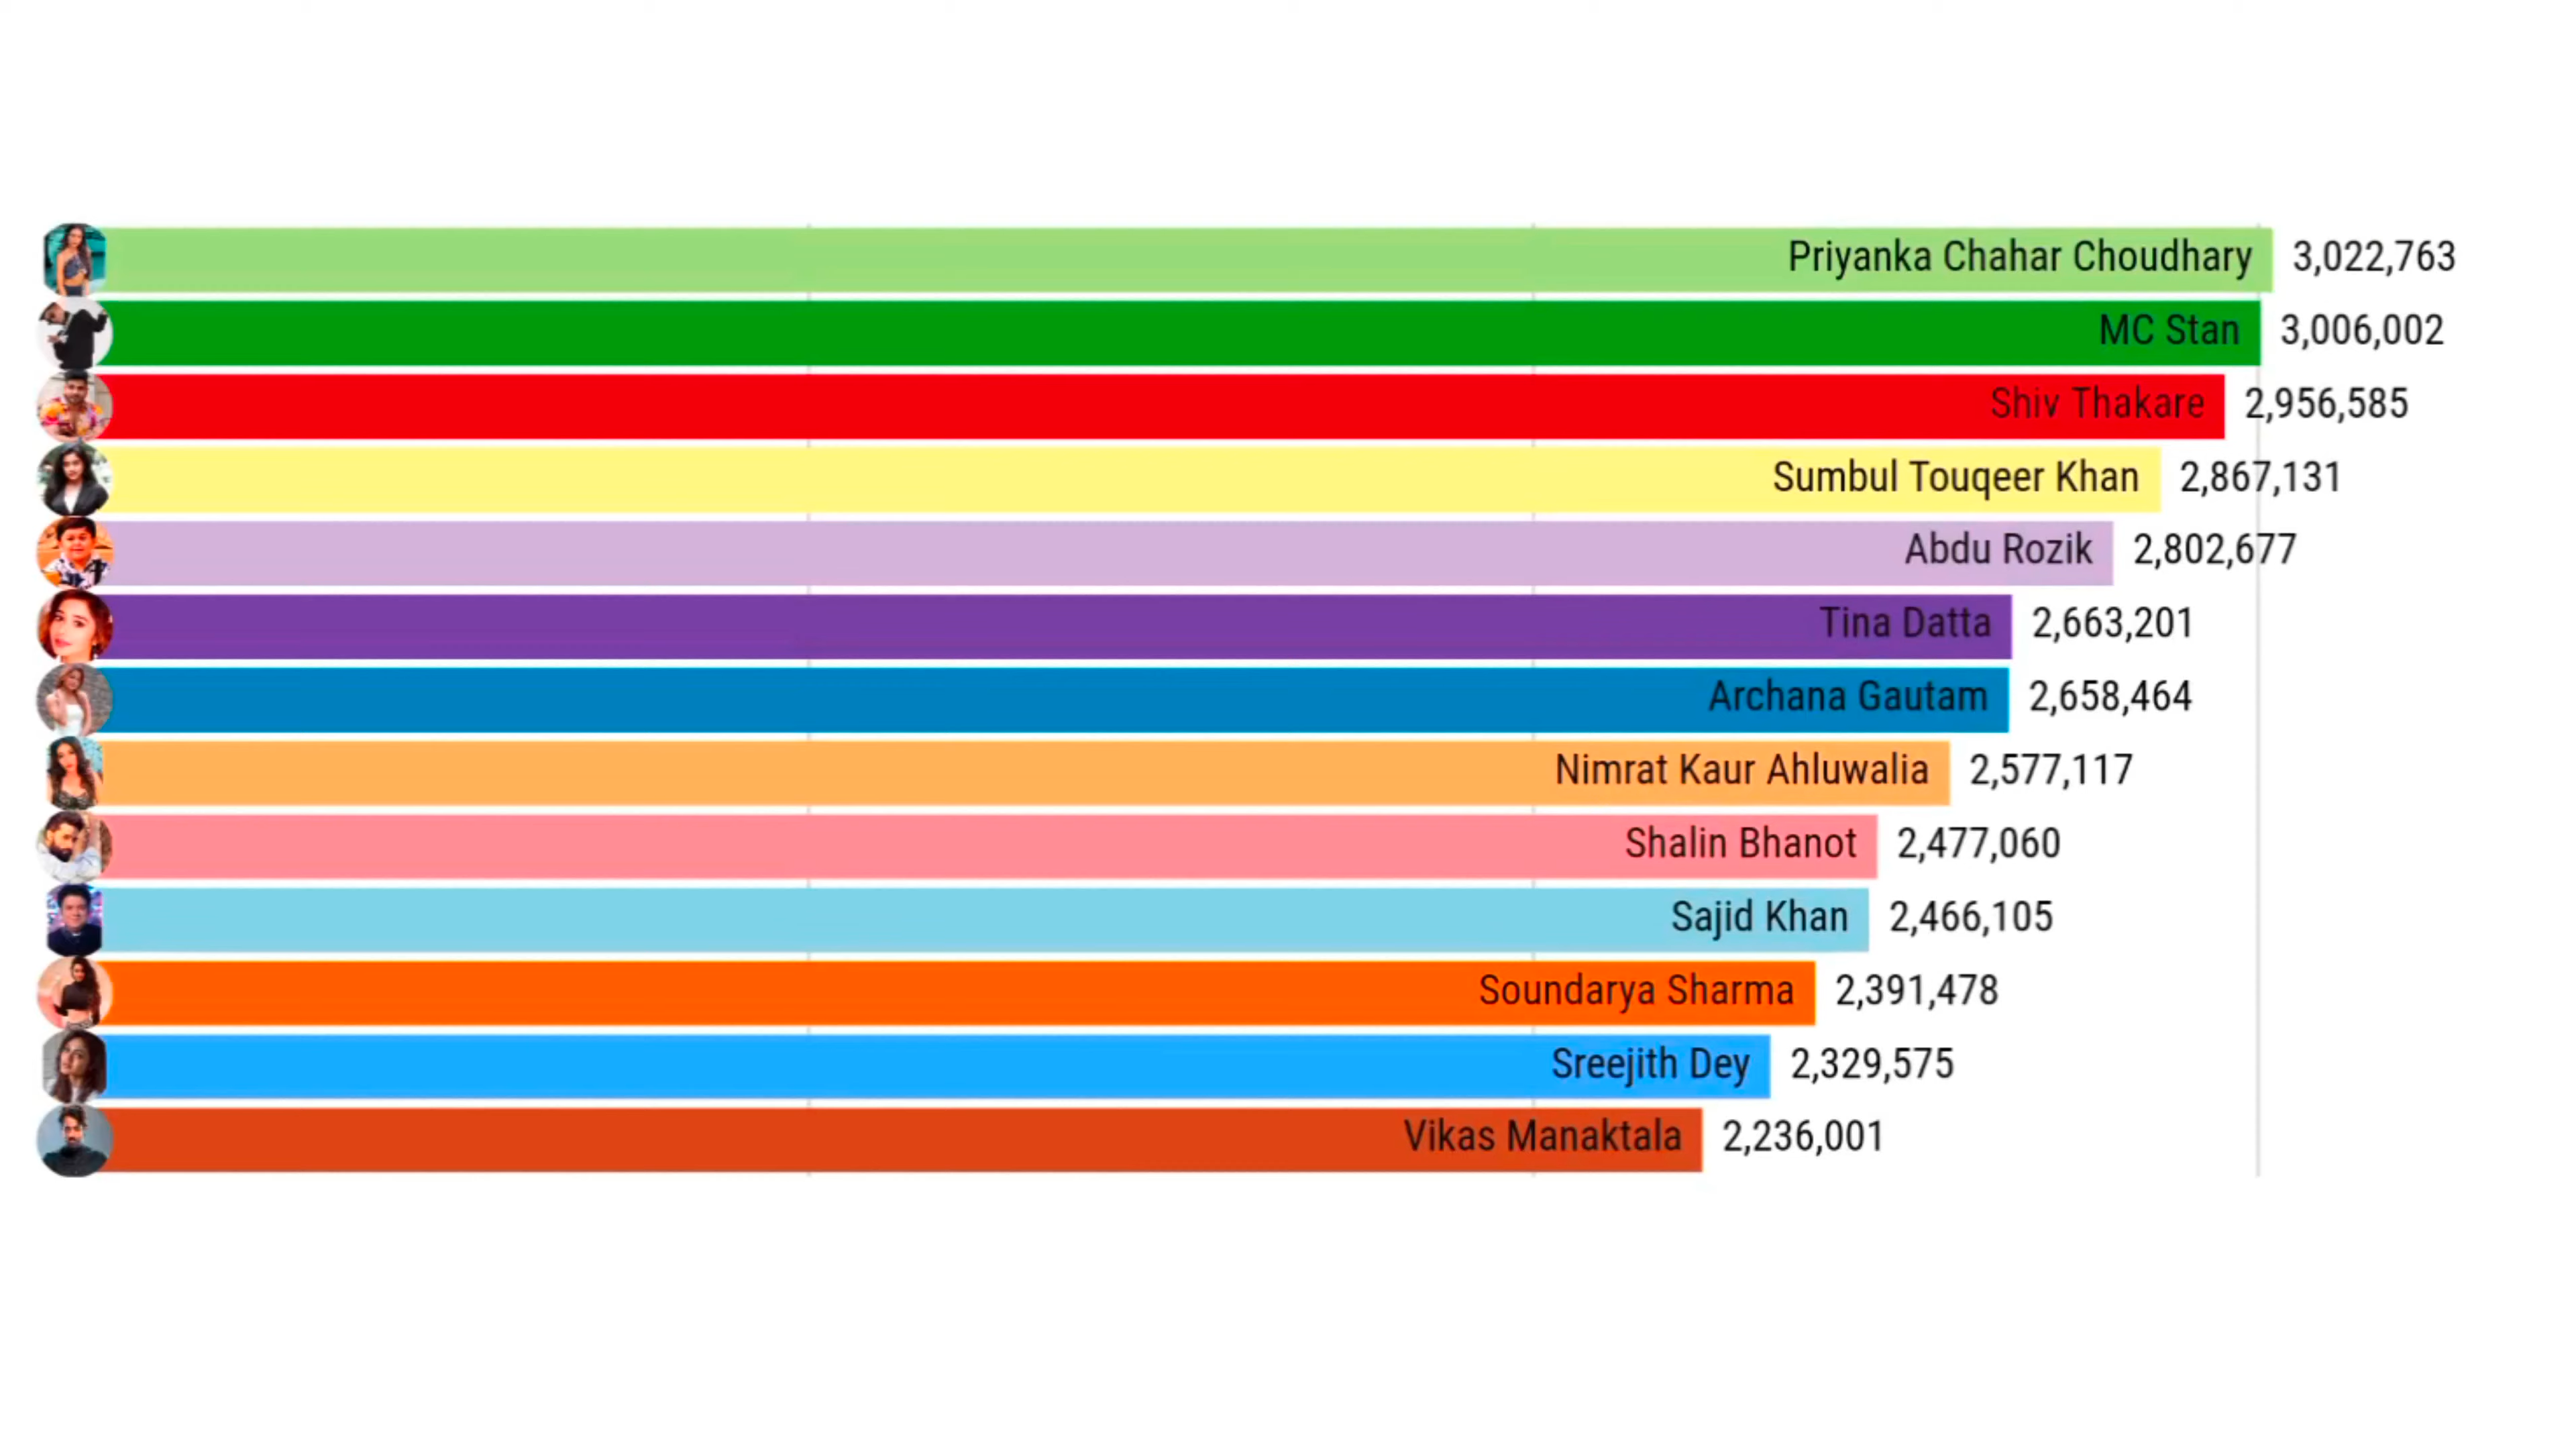 Priyanka Chahar Choudhary 3,022,763
MC Stan 3,006,002
Shiv Thakare 2,956,585
Sumbul Touqeer Khan 2,867,131
Abdu Rozik 2,802,677
Tina Datta 2,663,201
Archana Gautam 2,658,464
Nimrat Kaur Ahluwalia 2,577,117
Shalin Bhanot 2,477,060
Sajid Khan 2,466,105
Soundarya Sharma 2,391,478
Sreejith Dey 2,329,575
Vikas Manaktala 2,236,001